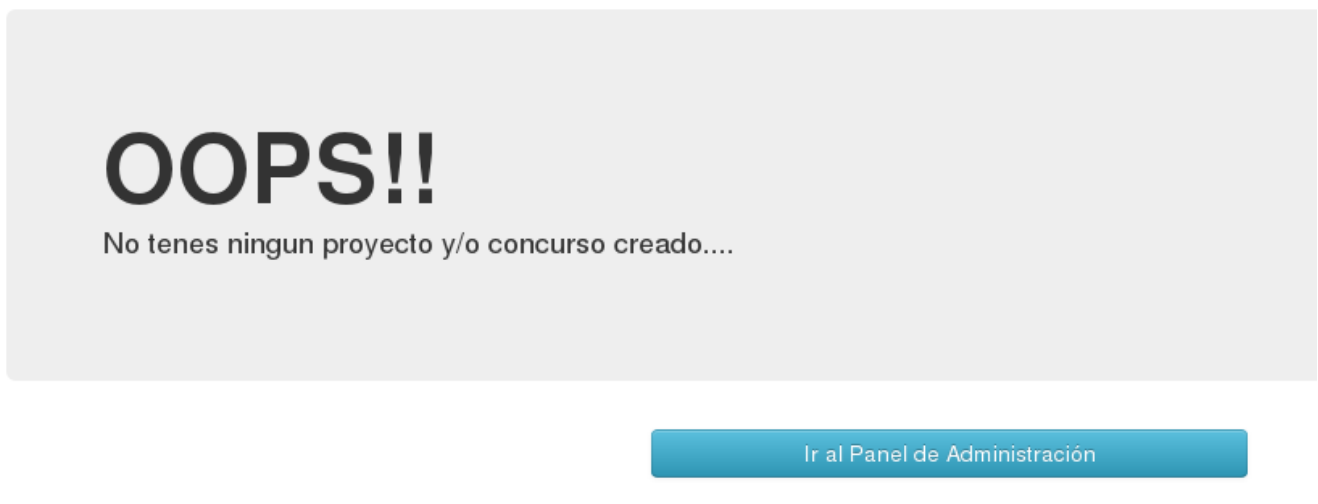 OOPS!!
No tenes ningun proyecto y/o concurso creado....
Ir al Panel de Administración